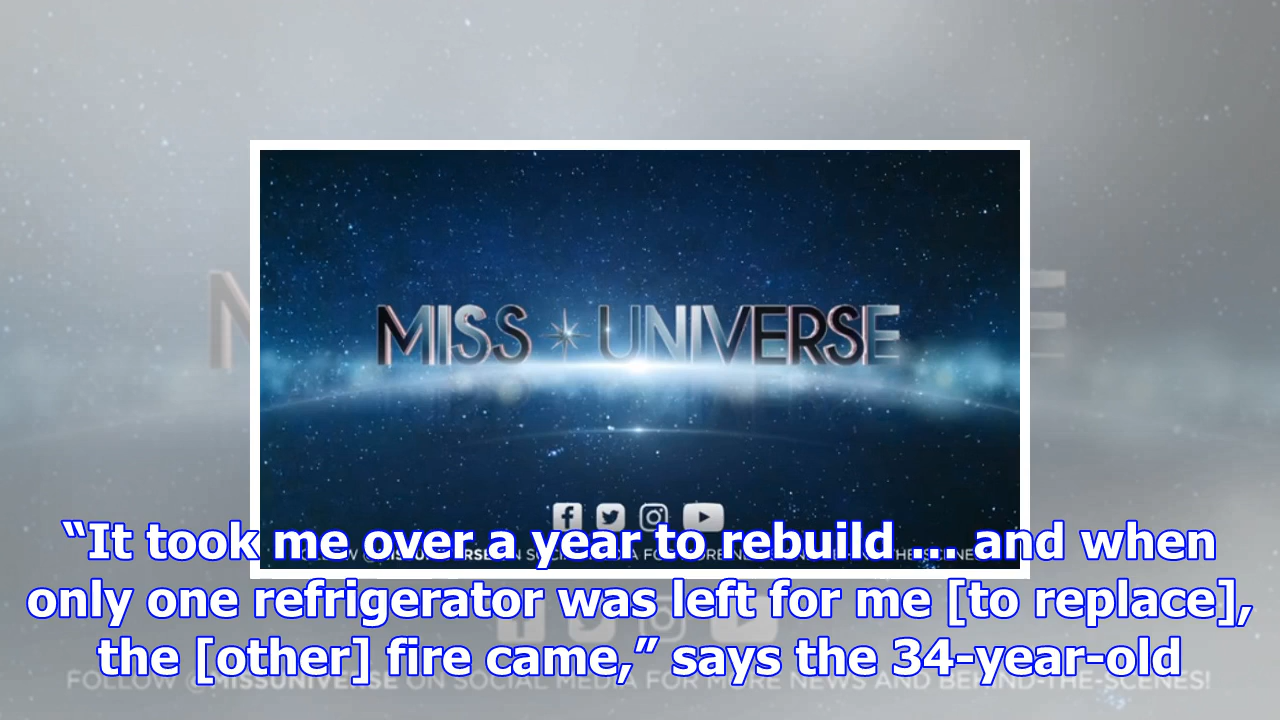 MISS UNIVERSE
“It took me over a year to rebuild ... and when
only one refrigerator was left for me [to replace],
the [other] fire came,” says the 34-year-old
FOLLOW @MISSUNIVERSE ON SOCIAL MEDIA FOR MORE NEWS AND BEHIND-THE-SCENES!